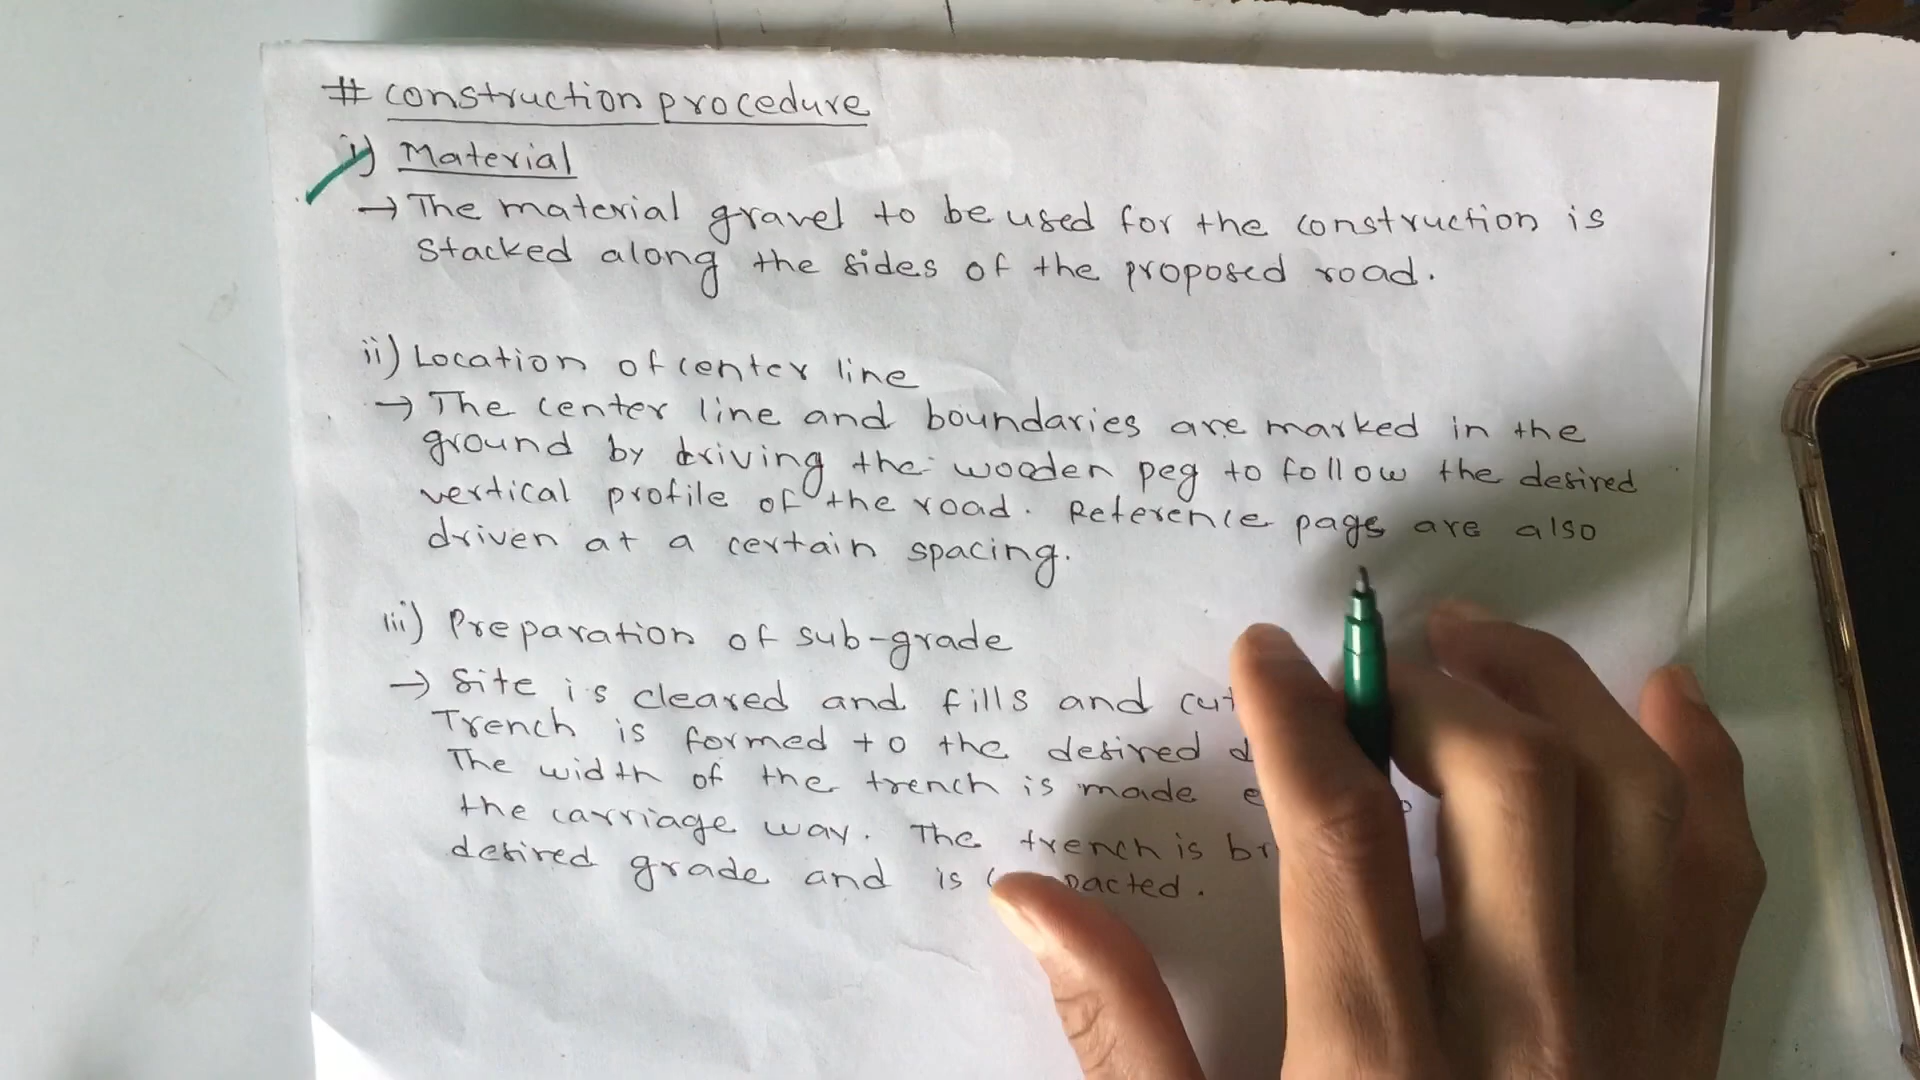 # construction procedure
i) Material
→ The material gravel to be used for the construction is
stacked along the sides of the proposed road.
ii) Location of center line
→ The center line and boundaries are marked in the
ground by driving the wooden peg to follow the desired
vertical profile of the road. Reference page are also
driven at a certain spacing.
iii) Preparation of sub-grade
→ Site is cleared and fills and cut
Trench is formed to the desired
The width of the trench is made
the carriage way. The trench is
desired grade and is